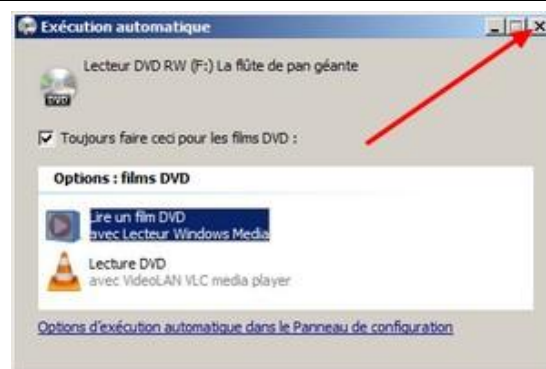 Exécution automatique
Lecteur DVD RW (F:) La flûte de pan géante
DVD
Toujours faire ceci pour les films DVD :
Options : films DVD
Lire un film DVD
avec Lecteur Windows Media
Lecture DVD
avec VideoLAN VLC media player
Options d'exécution automatique dans le Panneau de configuration